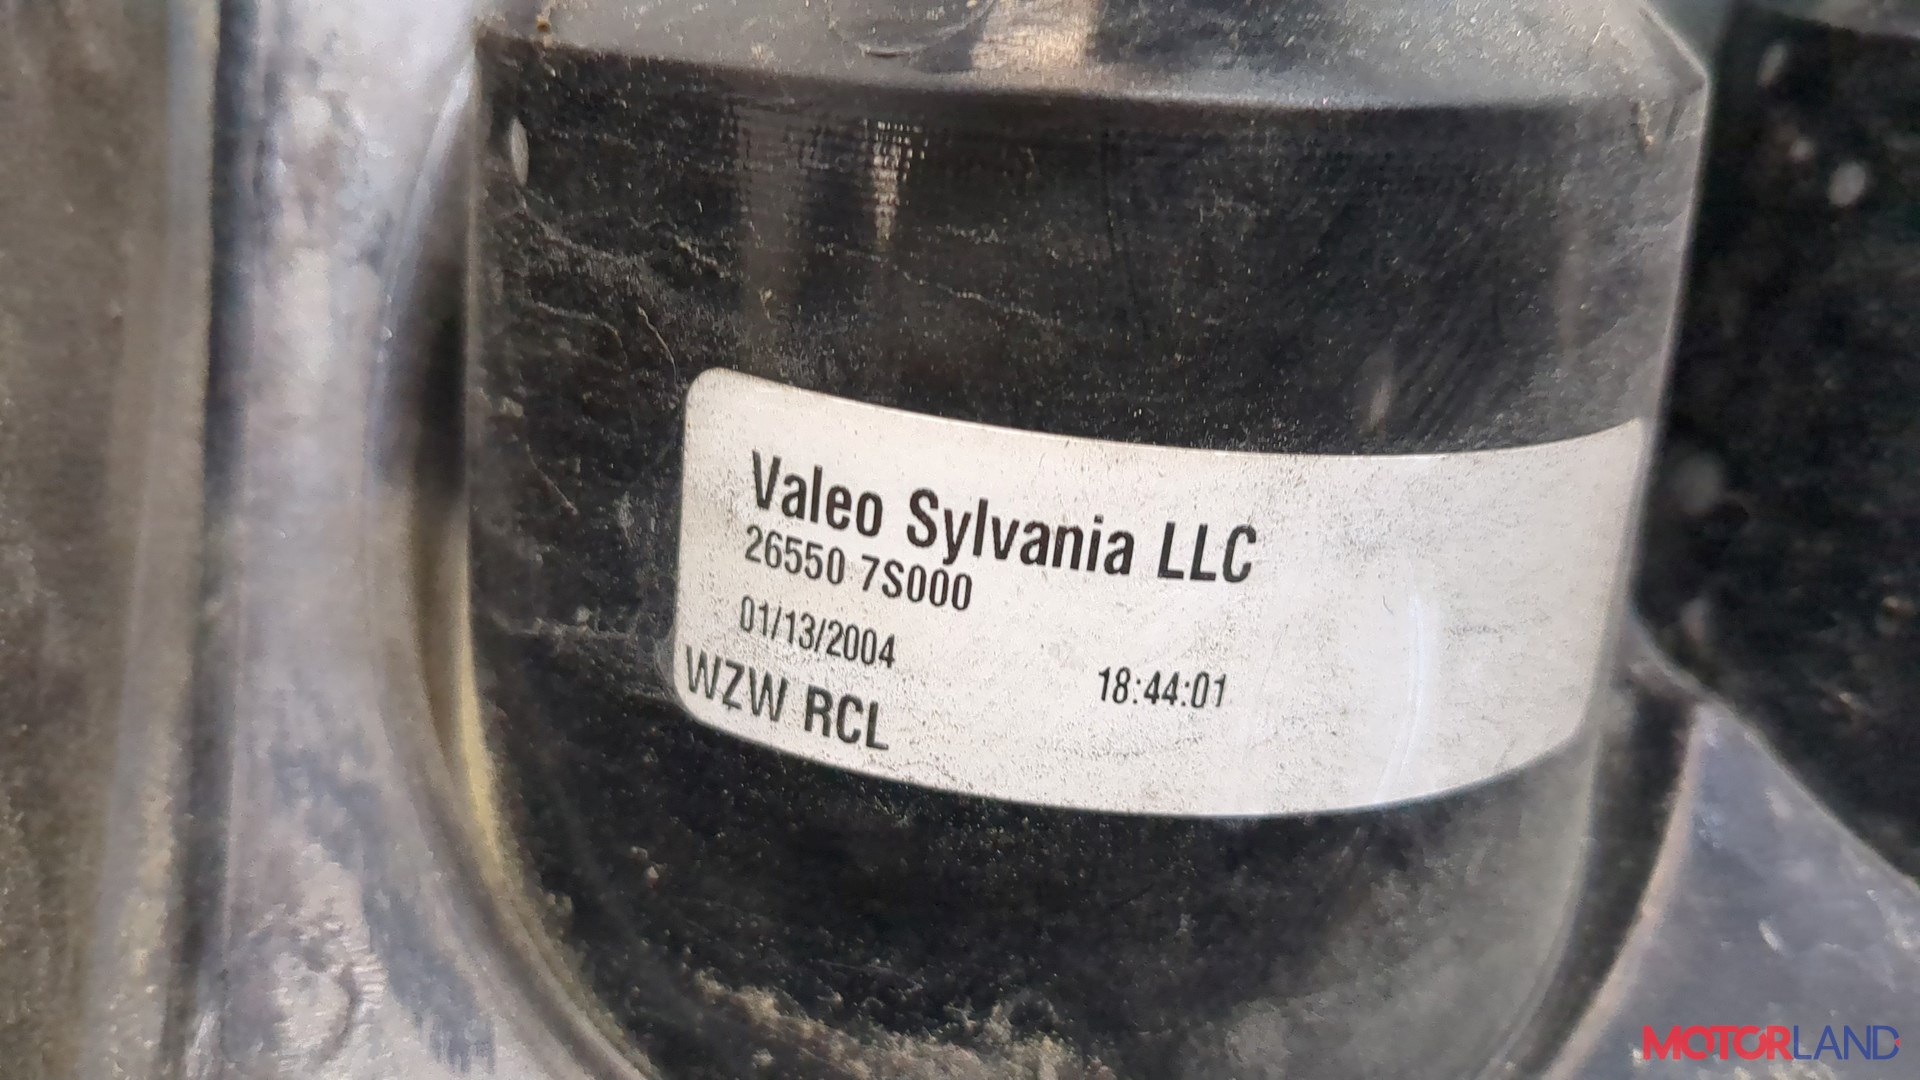 Valeo Sylvania LLC
26550 7S000
01/13/2004 18:44:01
WZW RCL
MOTORLAND